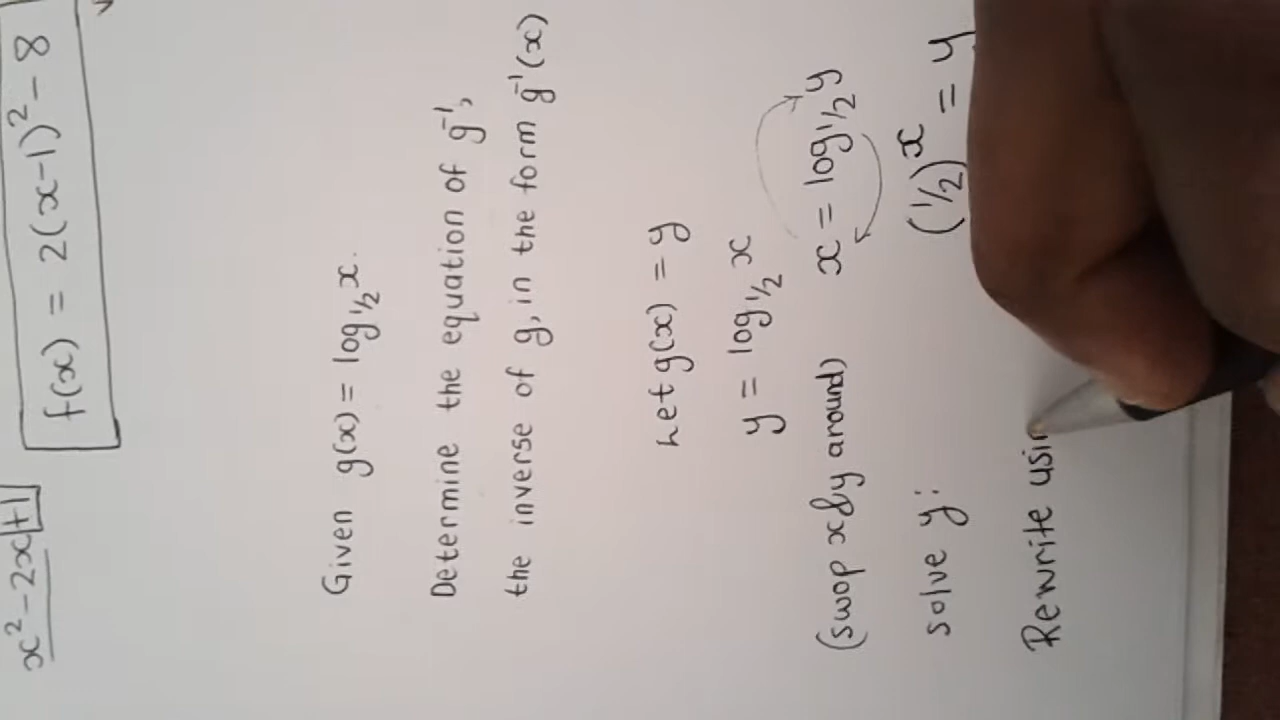 x² - 2x + 1
f(x) = 2(x-1)² - 8
Given g(x) = log₁/₂ x.
Determine the equation of g⁻¹,
the inverse of g, in the form g⁻¹(x)
Let g(x) = y
y = log₁/₂ x
(swop x & y around) x = log₁/₂ y
solve y: (1/2)ˣ = y
Rewrite usin